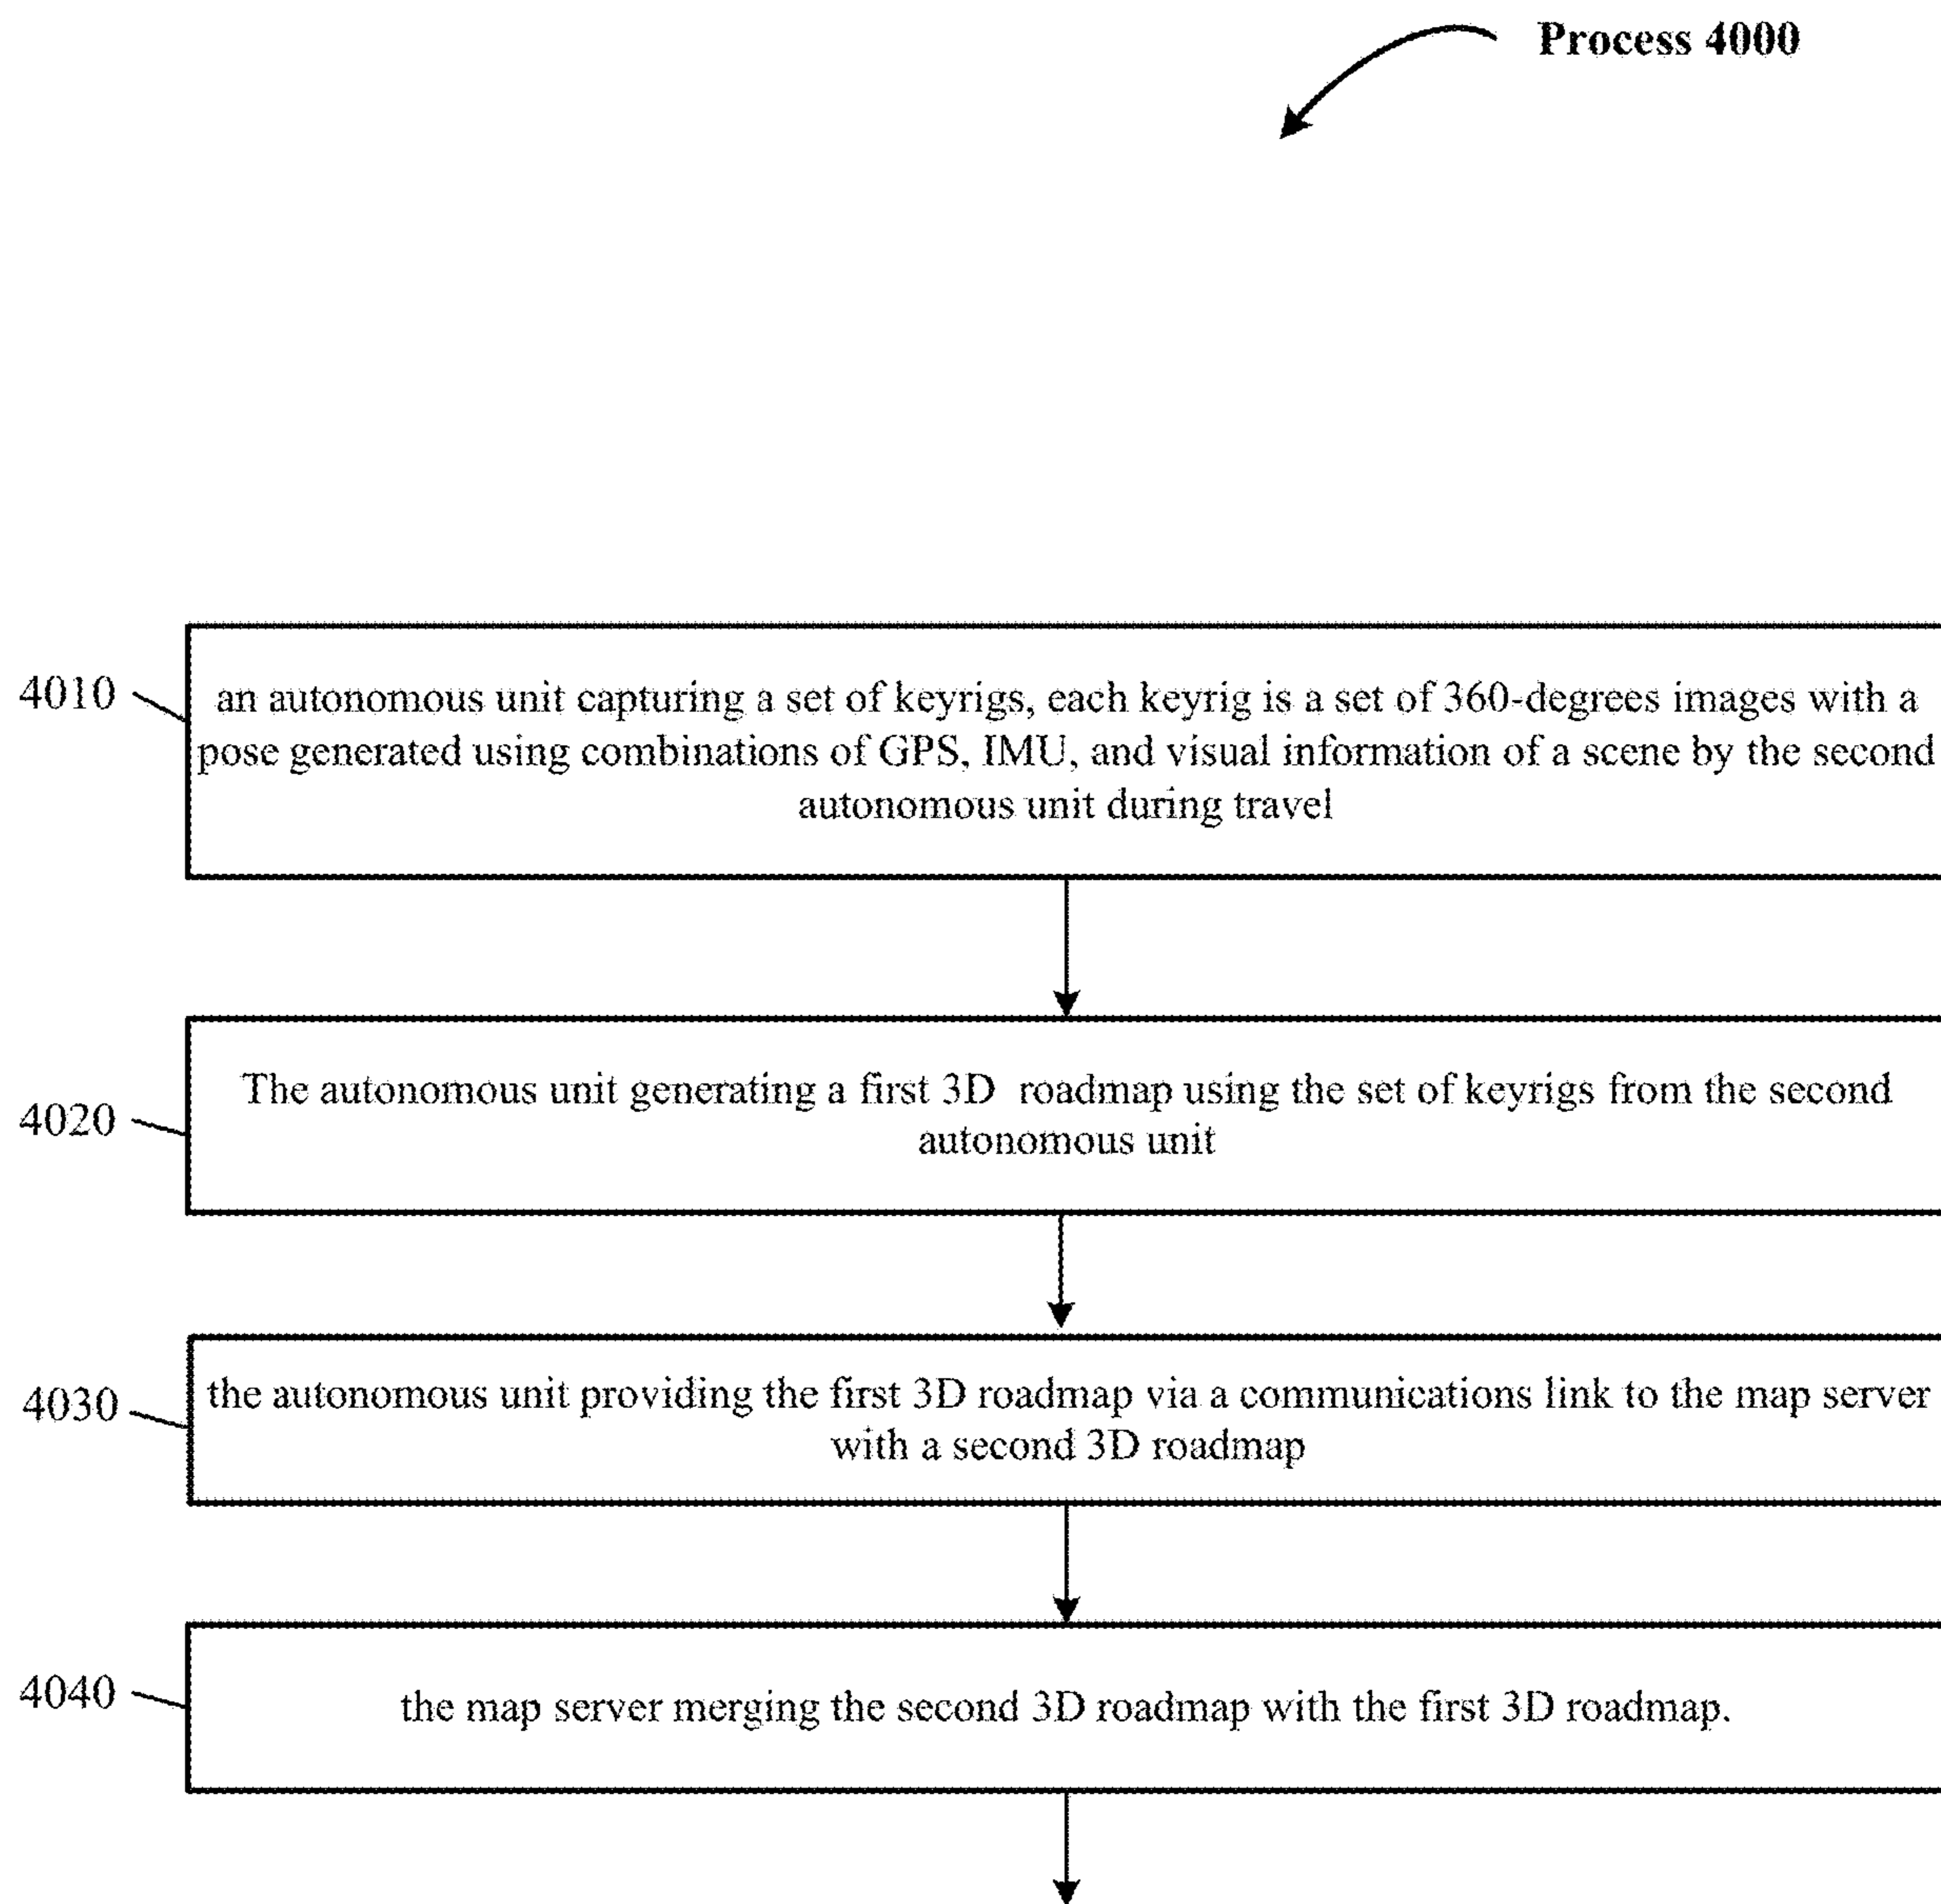 Process 4000
4010
an autonomous unit capturing a set of keyrigs, each keyrig is a set of 360-degrees images with a
pose generated using combinations of GPS, IMU, and visual information of a scene by the second
autonomous unit during travel
4020
The autonomous unit generating a first 3D roadmap using the set of keyrigs from the second
autonomous unit
4030
the autonomous unit providing the first 3D roadmap via a communications link to the map server
with a second 3D roadmap
4040
the map server merging the second 3D roadmap with the first 3D roadmap.